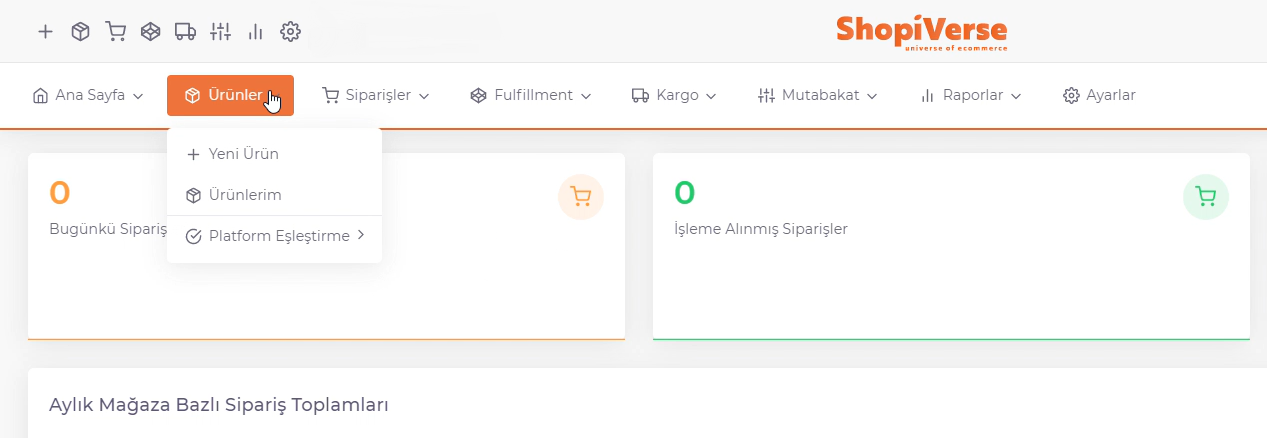 ShopiVerse
universe of ecommerce
Ana Sayfa
Ürünler
Siparişler
Fulfillment
Kargo
Mutabakat
Raporlar
Ayarlar
Yeni Ürün
Ürünlerim
Platform Eşleştirme
0
Bugünkü Sipariş
0
İşleme Alınmış Siparişler
Aylık Mağaza Bazlı Sipariş Toplamları